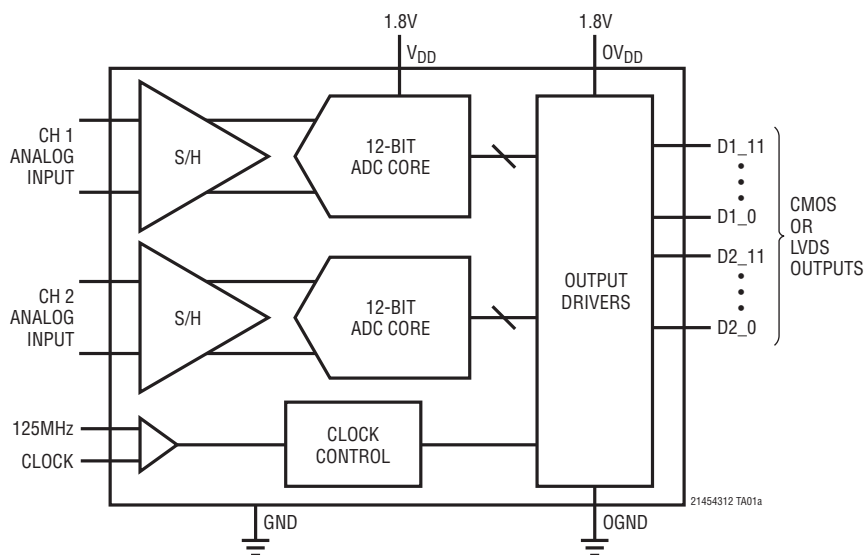 1.8V
1.8V
VDD
OVDD
CH 1
ANALOG
INPUT
S/H
12-BIT
ADC CORE
D1_11
D1_0
CH 2
ANALOG
INPUT
S/H
12-BIT
ADC CORE
OUTPUT
DRIVERS
D2_11
D2_0
CMOS
OR
LVDS
OUTPUTS
125MHz
CLOCK
CLOCK
CONTROL
GND
OGND
21454312 TA01a